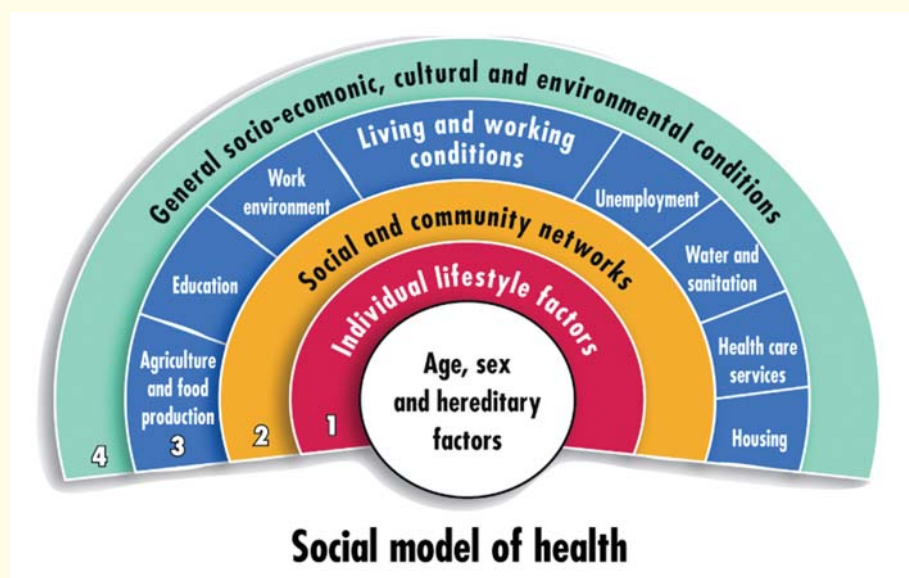 General socio-ecomonic, cultural and environmental conditions
Living and working
conditions
Work
environment
Unemployment
Education
Water and
sanitation
Agriculture
and food
production
Health care
services
Housing
Social and community networks
Individual lifestyle factors
Age, sex
and hereditary
factors
4
3
2
1
Social model of health